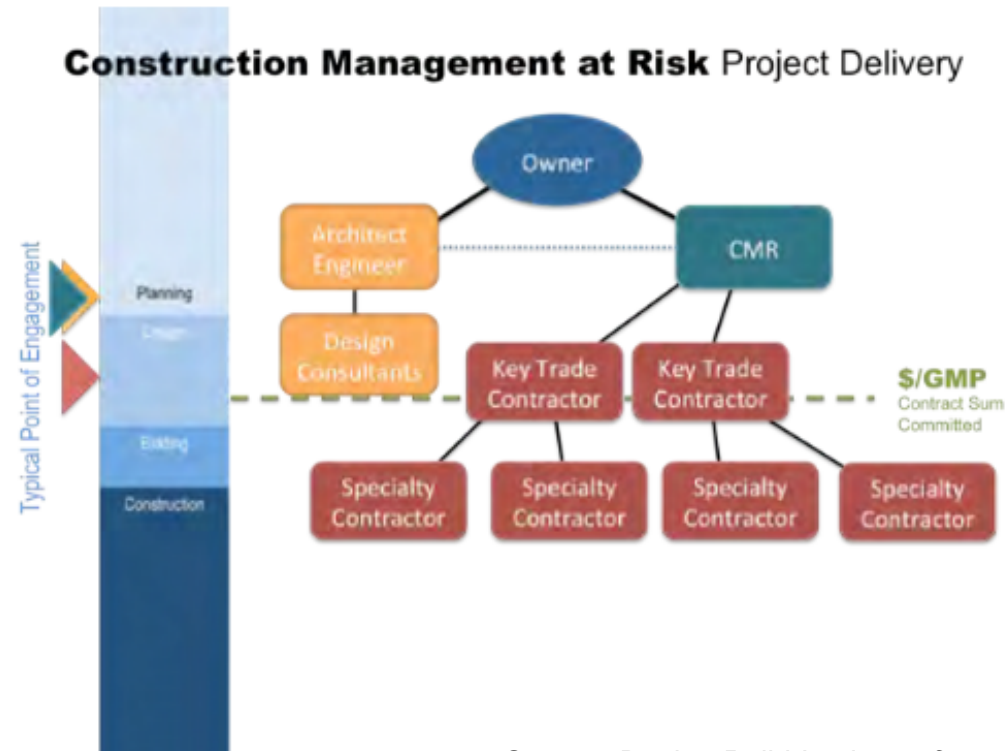 Construction Management at Risk Project Delivery
Owner
Architect
Engineer
CMR
Typical Point of Engagement
Planning
Design
Design
Consultants
Key Trade
Contractor
Key Trade
Contractor
$/GMP
Contract Sum
Committed
Bidding
Construction
Specialty
Contractor
Specialty
Contractor
Specialty
Contractor
Specialty
Contractor